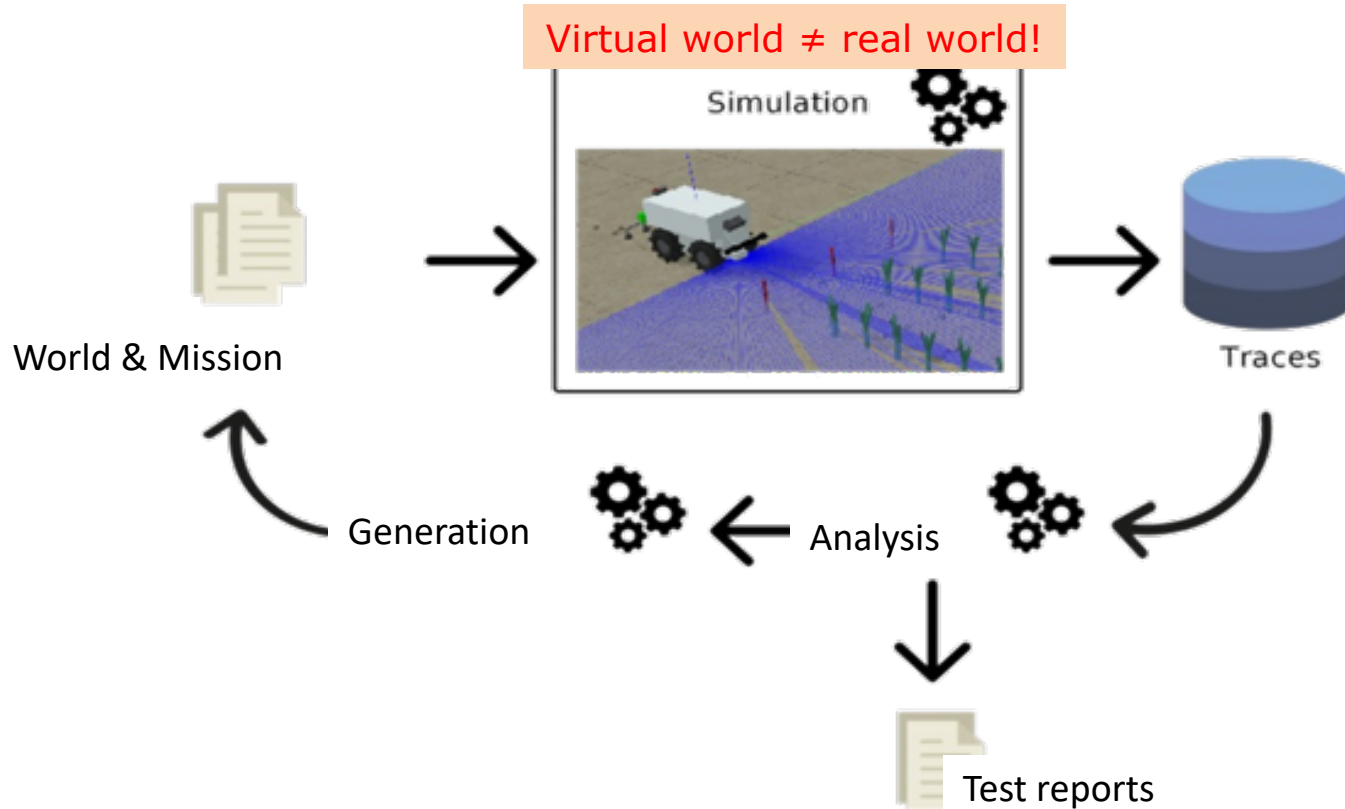 Virtual world ≠ real world!
Simulation
World & Mission
Traces
Generation
Analysis
Test reports